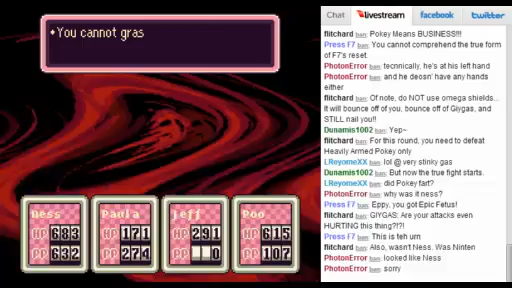 •You cannot gras
Ness
HP 683
PP 632
Paula
HP 171
PP 274
Jeff
HP 291
PP 0
Poo
HP 615
PP 107
Chat
livestream
facebook
twitter
flitchard ban: Pokey Means BUSINESS!!!
Press F7 ban: You cannot comprehend the true form
of F7's reset.
PhotonError ban: tecnnically, he's at his left hand
PhotonError ban: and he deosn' have any hands
either
flitchard ban: Of note, do NOT use omega shields...
It will bounce off of you, bounce off of Giygas, and
STILL nail you!!
Dunamis1002 ban: Yep~
flitchard ban: For this round, you need to defeat
Heavily Armed Pokey only
LReyomeXX ban: lol @ very stinky gas
Dunamis1002 ban: But now the true fight starts.
LReyomeXX ban: did Pokey fart?
PhotonError ban: why was it ness?
Press F7 ban: Eppy, you got Epic Fetus!
flitchard ban: GIYGAS: Are your attacks even
HURTING this thing?!?!
Press F7 ban: This is teh urn
flitchard ban: Also, wasn't Ness. Was Ninten
PhotonError ban: looked like Ness
PhotonError ban: sorry